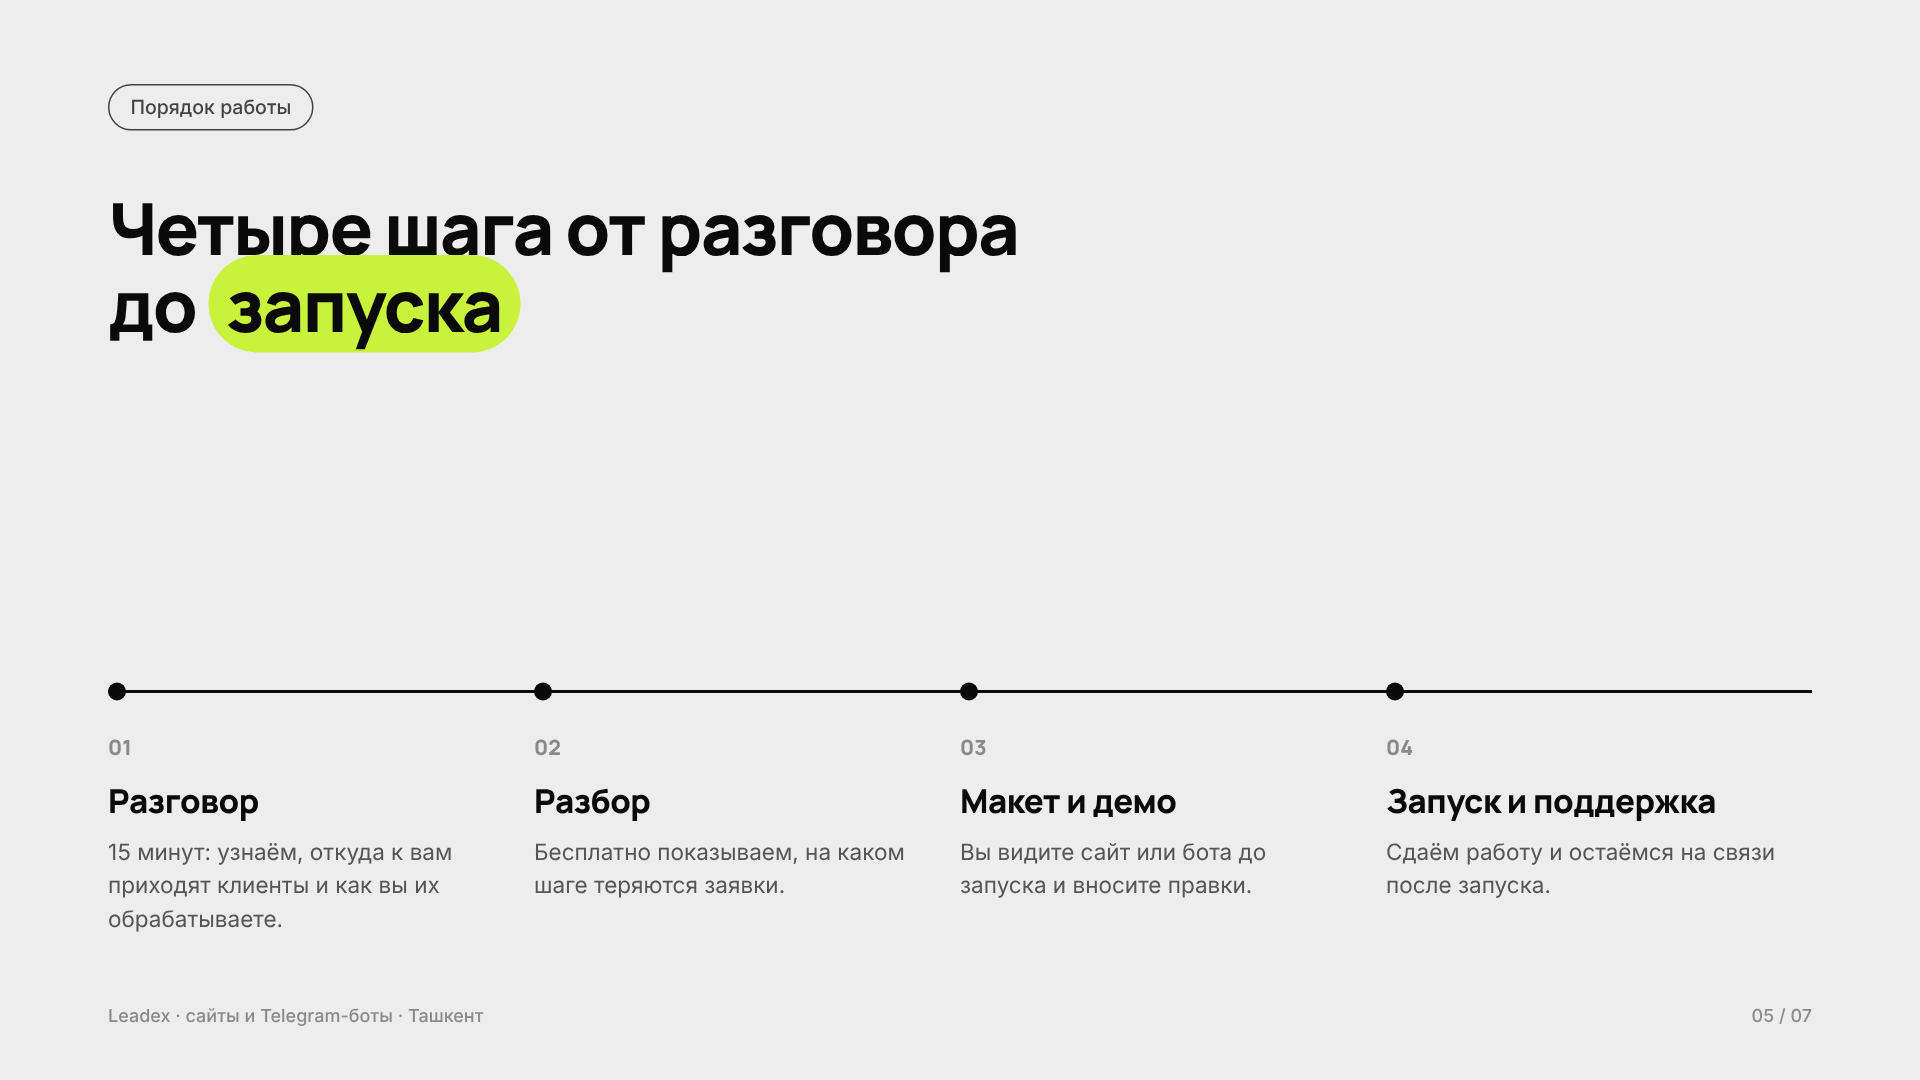 Порядок работы
Четыре шага от разговора
до запуска
01
Разговор
15 минут: узнаём, откуда к вам
приходят клиенты и как вы их
обрабатываете.
02
Разбор
Бесплатно показываем, на каком
шаге теряются заявки.
03
Макет и демо
Вы видите сайт или бота до
запуска и вносите правки.
04
Запуск и поддержка
Сдаём работу и остаёмся на связи
после запуска.
Leadex · сайты и Telegram-боты · Ташкент
05 / 07